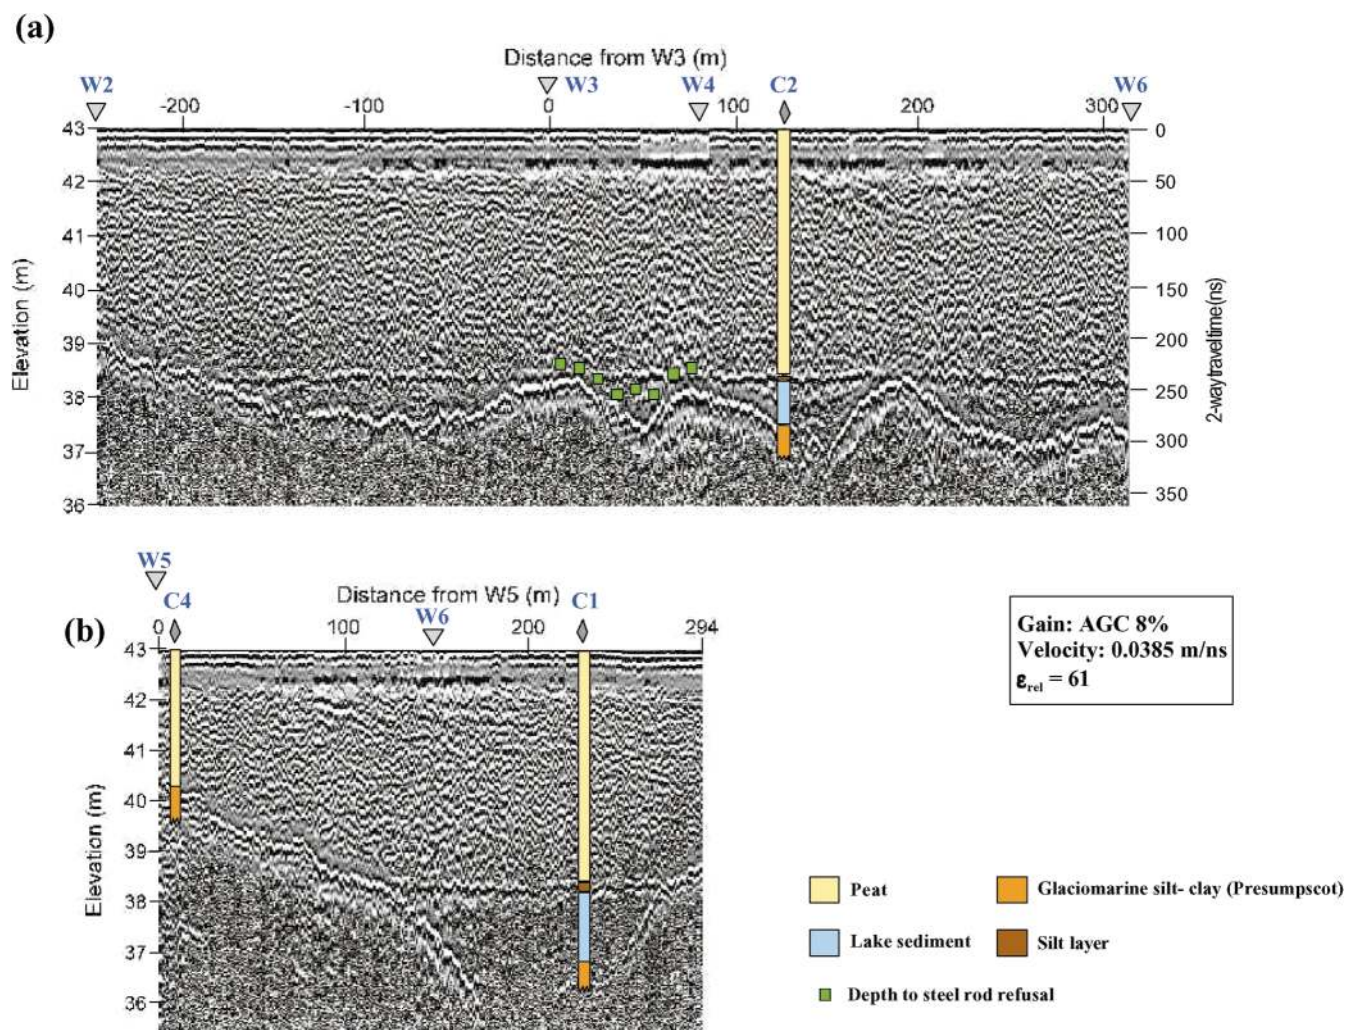 (a)
Distance from W3 (m)
W2 W3 W4 C2 W6
-200 -100 0 100 200 300
43
42
41
40
39
38
37
36
Elevation (m)
0
50
100
150
200
250
300
350
2-waytraveltime(ns)
W5
Distance from W5 (m)
C4 W6 C1
(b)
0 100 200 294
43
42
41
40
39
38
37
36
Elevation (m)
Gain: AGC 8%
Velocity: 0.0385 m/ns
εrel = 61
Peat
Glaciomarine silt- clay (Presumpscot)
Lake sediment
Silt layer
Depth to steel rod refusal